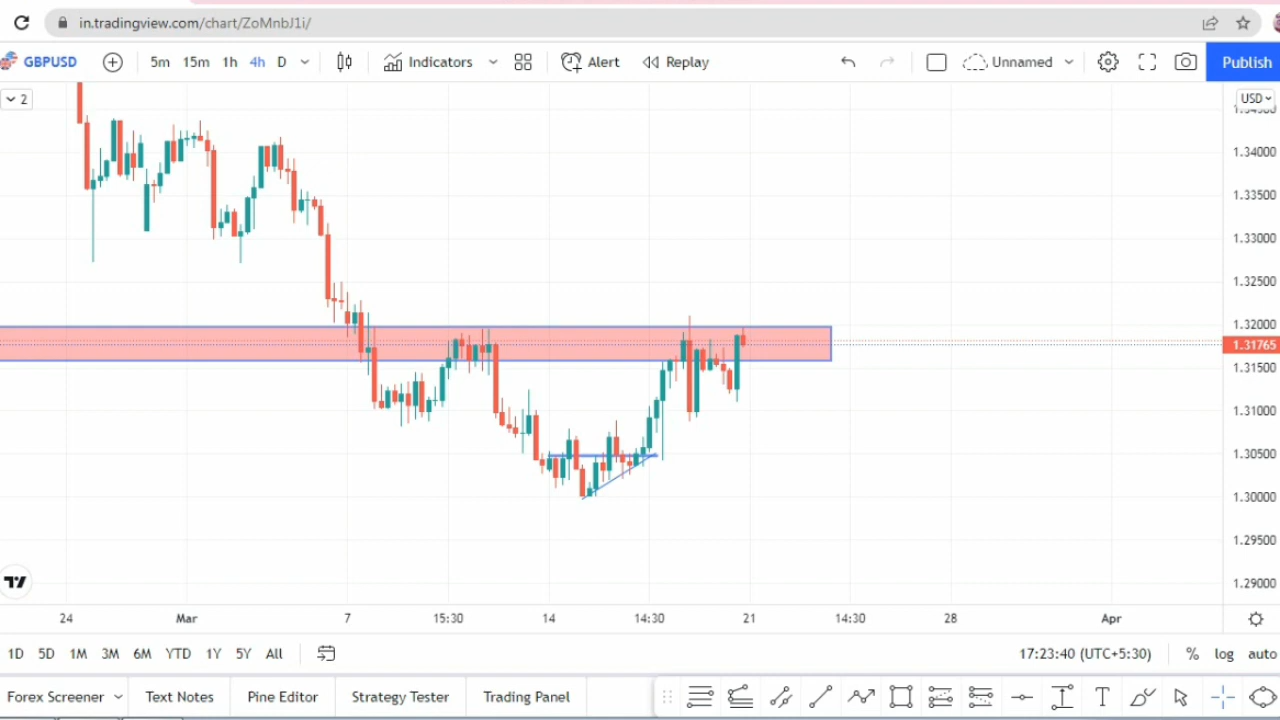 in.tradingview.com/chart/ZoMnbJ1i/
GBPUSD 5m 15m 1h 4h D Indicators Alert Replay Unnamed Publish
2
USD
1.34500
1.34000
1.33500
1.33000
1.32500
1.32000
1.31765
1.31500
1.31000
1.30500
1.30000
1.29500
1.29000
24 Mar 7 15:30 14 14:30 21 14:30 28 Apr
1D 5D 1M 3M 6M YTD 1Y 5Y All 17:23:40 (UTC+5:30) % log auto
Forex Screener Text Notes Pine Editor Strategy Tester Trading Panel T